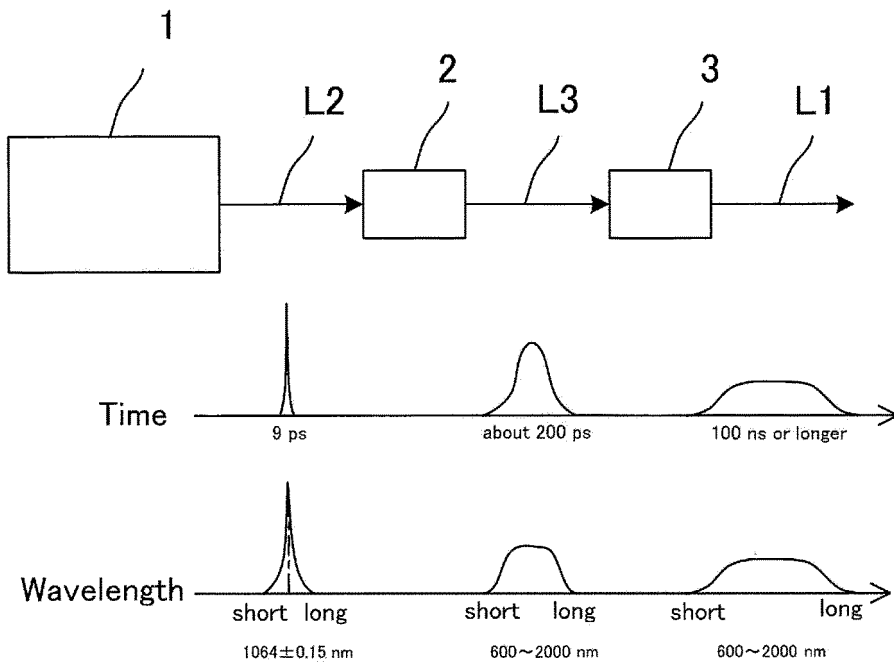 1
L2
2
L3
3
L1
Time
9 ps
about 200 ps
100 ns or longer
Wavelength
short long
short long
short long
1064±0.15 nm
600～2000 nm
600～2000 nm